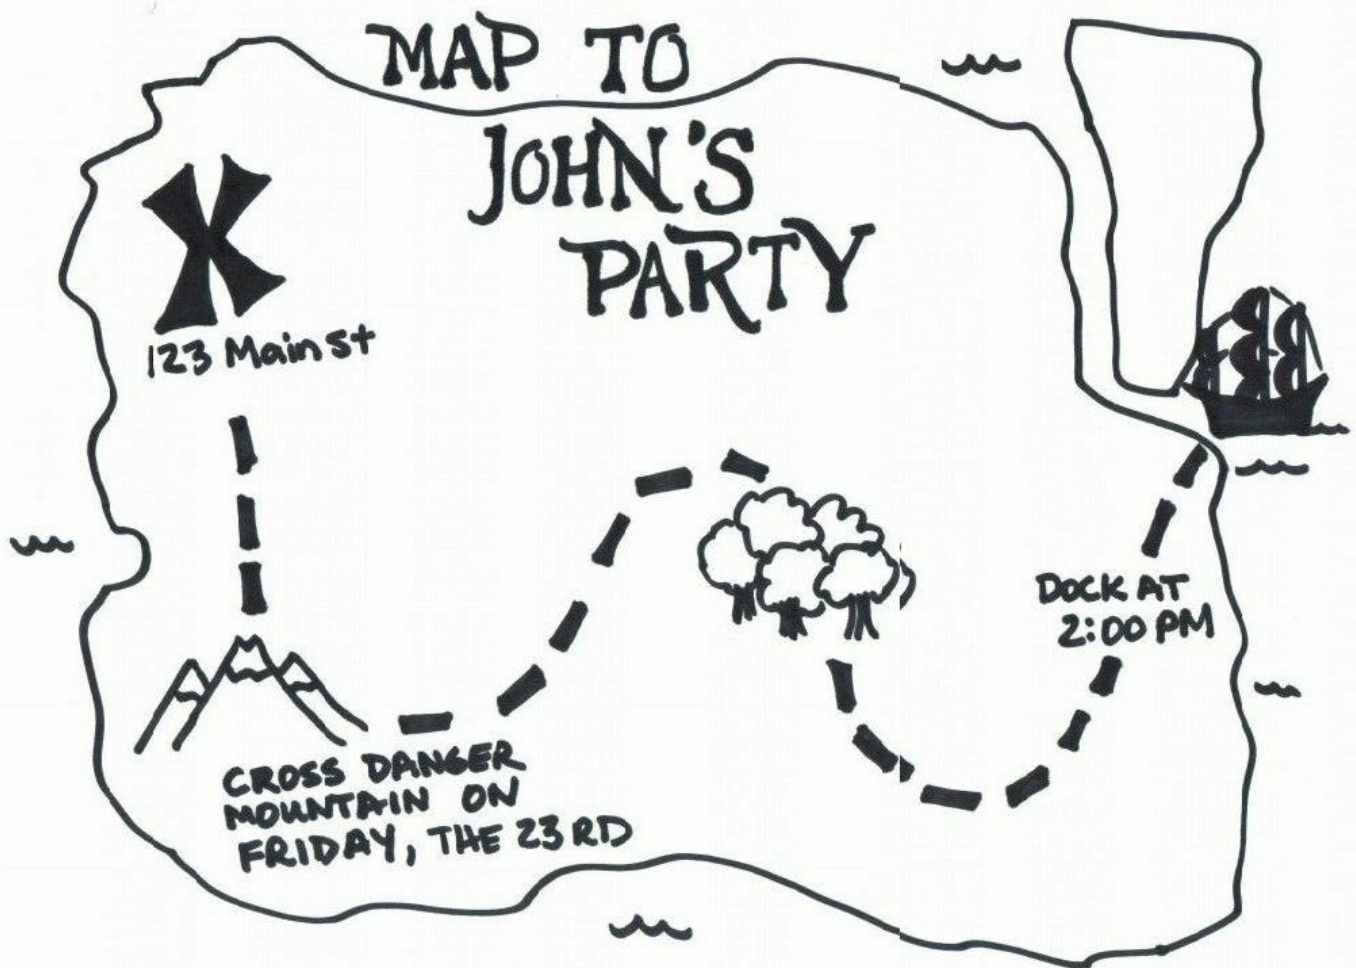 MAP TO
JOHN'S
PARTY
123 Main St
DOCK AT
2:00 PM
CROSS DANGER
MOUNTAIN ON
FRIDAY, THE 23RD